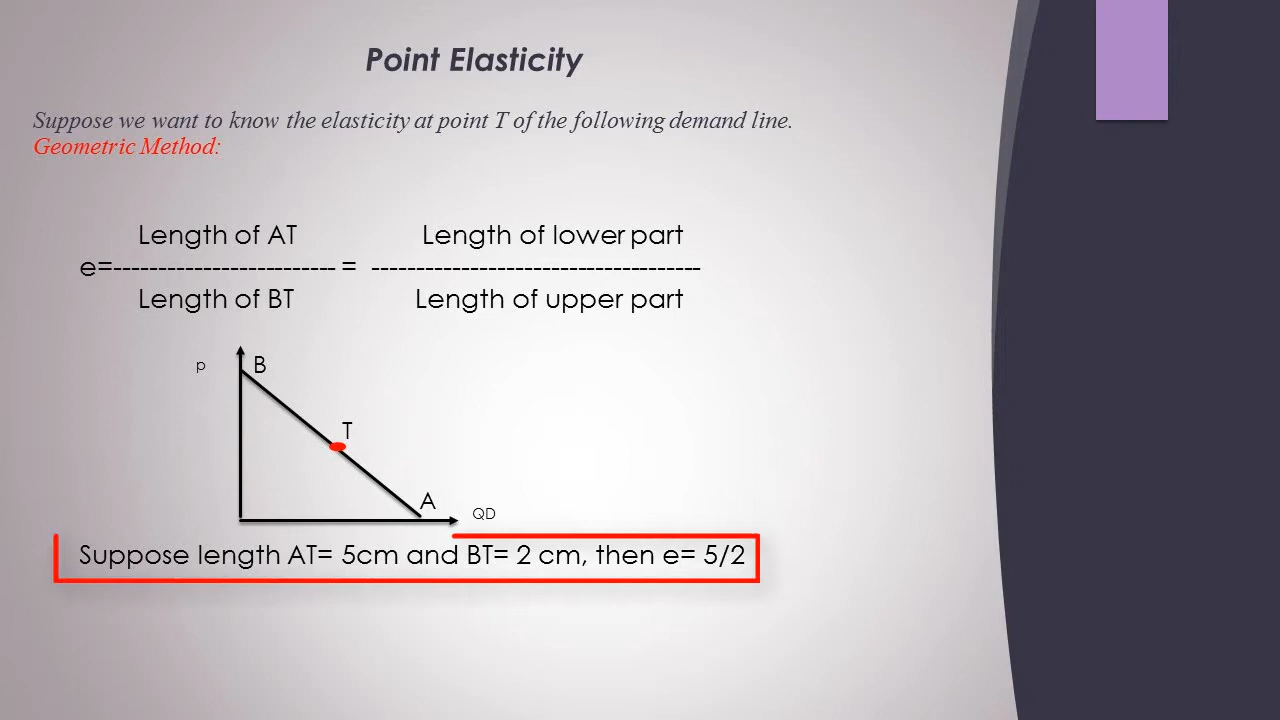 Point Elasticity
Suppose we want to know the elasticity at point T of the following demand line.
Geometric Method:
Length of AT Length of lower part
e=------------------------- = -------------------------------------
Length of BT Length of upper part
p
B
T
A
QD
Suppose length AT= 5cm and BT= 2 cm, then e= 5/2